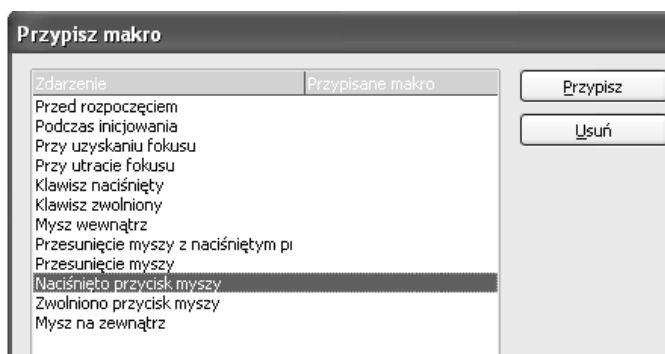 Przypisz makro
Zdarzenie Przypisane makro
Przypisz
Usuń
Przed rozpoczęciem
Podczas inicjowania
Przy uzyskaniu fokusu
Przy utracie fokusu
Klawisz naciśnięty
Klawisz zwolniony
Mysz wewnątrz
Przesunięcie myszy z naciśniętym
Przesunięcie myszy
Naciśnięto przycisk myszy
Zwolniono przycisk myszy
Mysz na zewnątrz